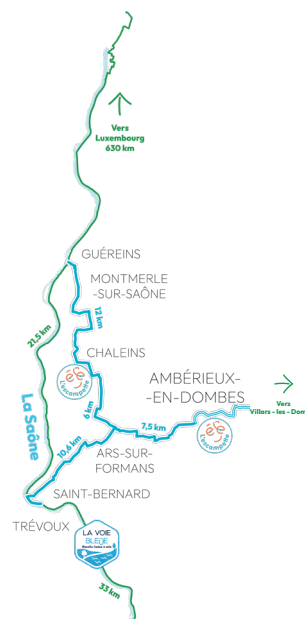 Vers
Luxembourg
630 km
GUÉREINS
MONTMERLE
-SUR-SAÔNE
21,5 km
12 km
CHALEINS
L'escampette
AMBÉRIEUX-
-EN-DOMBES
Vers
Villars - les - Dom
La Saône
6 km
7,5 km
L'escampette
10,6 km
ARS-SUR-
FORMANS
SAINT-BERNARD
TRÉVOUX
LA VOIE
BLEUE
33 km